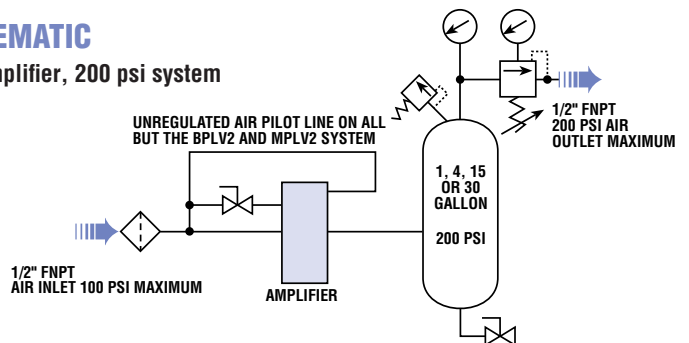 EMATIC
mplifier, 200 psi system
UNREGULATED AIR PILOT LINE ON ALL
BUT THE BPLV2 AND MPLV2 SYSTEM
1/2" FNPT
200 PSI AIR
OUTLET MAXIMUM
1, 4, 15
OR 30
GALLON
200 PSI
1/2" FNPT
AIR INLET 100 PSI MAXIMUM
AMPLIFIER